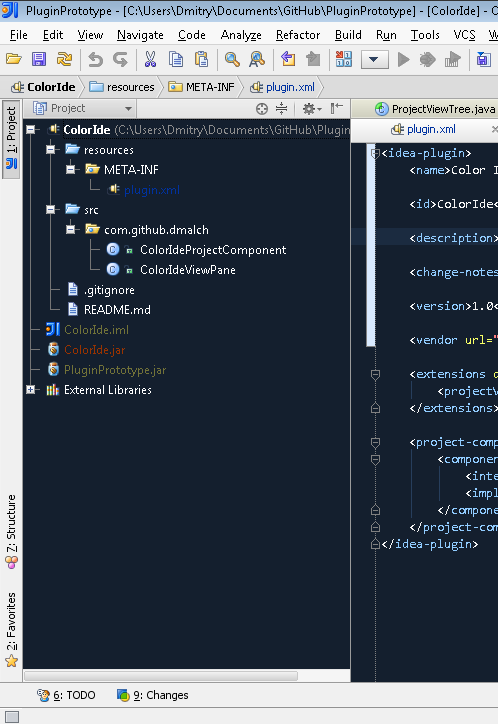 PluginPrototype - [C:\Users\Dmitry\Documents\GitHub\PluginPrototype] - [ColorIde]
File Edit View Navigate Code Analyze Refactor Build Run Tools VCS
ColorIde resources META-INF plugin.xml
1: Project
Project
ProjectViewTree.java
plugin.xml
ColorIde (C:\Users\Dmitry\Documents\GitHub\Plugin
resources
META-INF
plugin.xml
src
com.github.dmalch
ColorIdeProjectComponent
ColorIdeViewPane
.gitignore
README.md
ColorIde.iml
ColorIde.jar
PluginPrototype.jar
External Libraries
<idea-plugin>
<name>Color I
<id>ColorIde<
<description>
<change-notes
<version>1.0<
<vendor url="
<extensions d
<projectV
</extensions>
<project-comp
<componen
<inte
<impl
</compone
</project-com
</idea-plugin>
7: Structure
2: Favorites
6: TODO 9: Changes